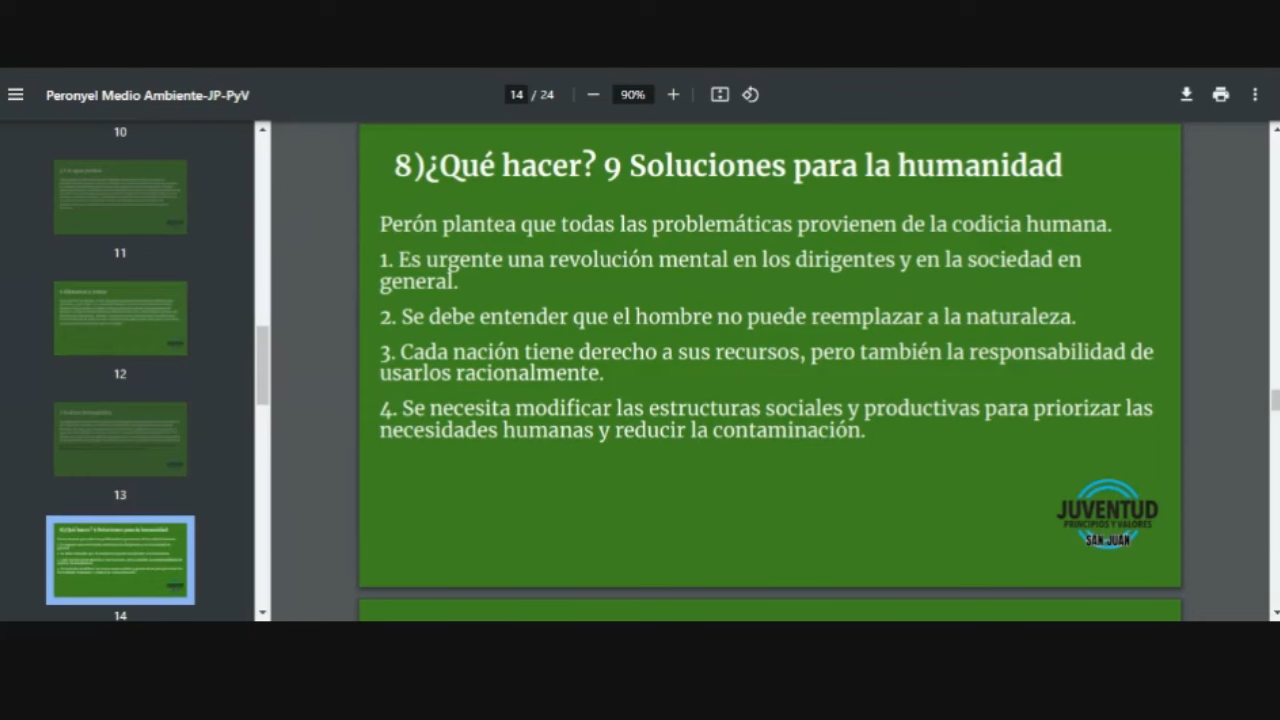 Peronyel Medio Ambiente-JP-PyV
14 / 24
90%
10
11
12
13
14
8)¿Qué hacer? 9 Soluciones para la humanidad
Perón plantea que todas las problemáticas provienen de la codicia humana.
1. Es urgente una revolución mental en los dirigentes y en la sociedad en
general.
2. Se debe entender que el hombre no puede reemplazar a la naturaleza.
3. Cada nación tiene derecho a sus recursos, pero también la responsabilidad de
usarlos racionalmente.
4. Se necesita modificar las estructuras sociales y productivas para priorizar las
necesidades humanas y reducir la contaminación.
JUVENTUD
PRINCIPIOS Y VALORES
SAN JUAN